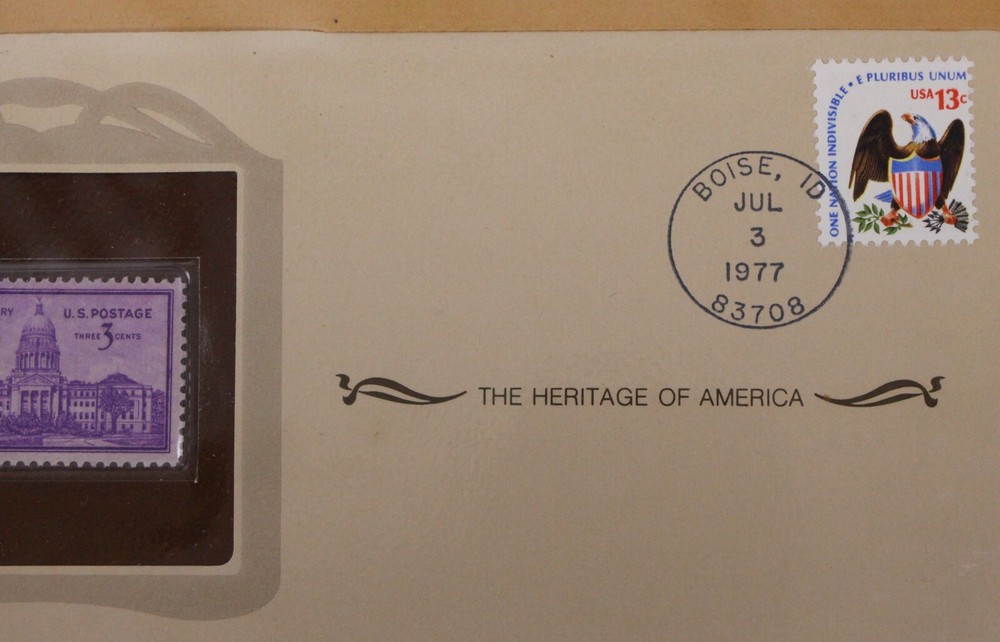 ONE NATION INDIVISIBLE • E PLURIBUS UNUM
USA 13c
BOISE, ID
JUL
3
1977
83708
RY U.S. POSTAGE
THREE 3 CENTS
THE HERITAGE OF AMERICA